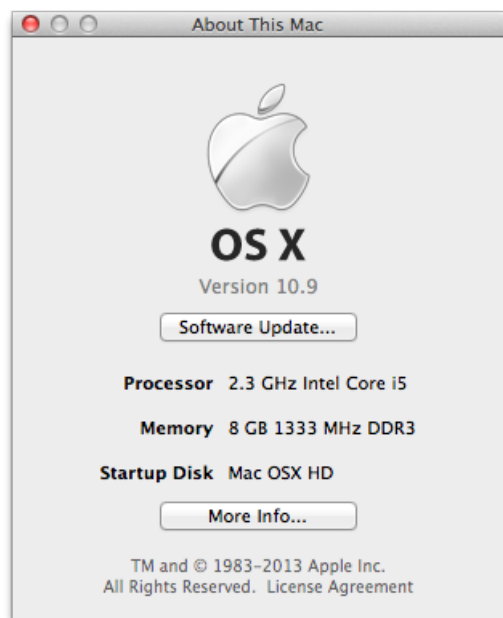 About This Mac
OS X
Version 10.9
Software Update...
Processor 2.3 GHz Intel Core i5
Memory 8 GB 1333 MHz DDR3
Startup Disk Mac OSX HD
More Info...
TM and © 1983-2013 Apple Inc.
All Rights Reserved. License Agreement